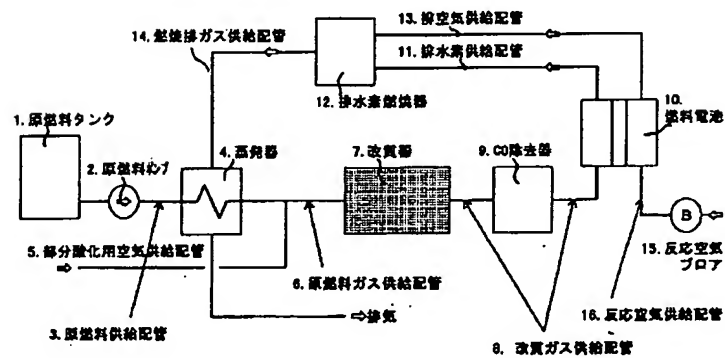 14.燃焼排ガス供給配管
13.排空気供給配管
11.排水素供給配管
12.排水素燃焼器
10.
燃料電池
1.原燃料タンク
2.原燃料ポンプ
4.蒸発器
7.改質器
9.CO除去器
B
5.部分酸化用空気供給配管
15.反応空気
ブロア
6.原燃料ガス供給配管
⇒排気
16.反応空気供給配管
3.原燃料供給配管
8.改質ガス供給配管